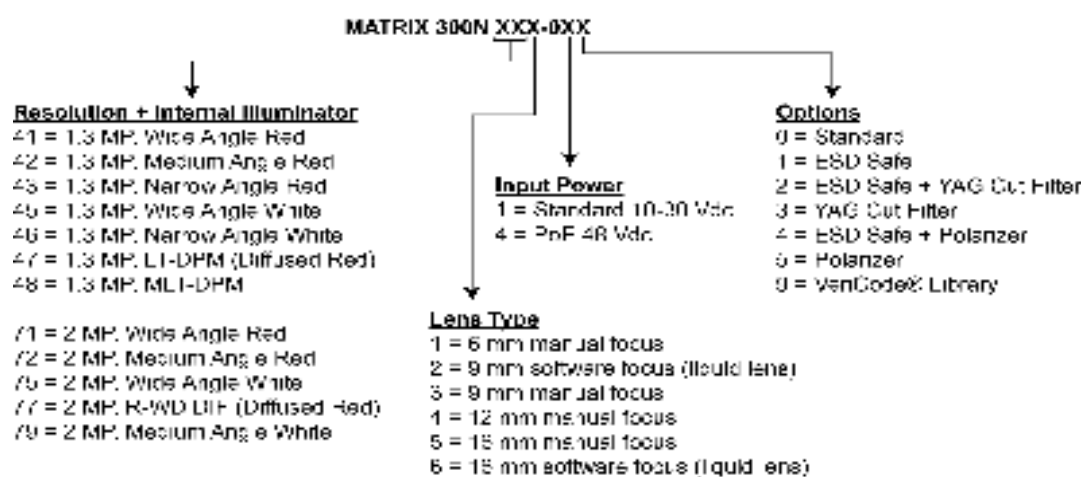 MATRIX 300N XXX-0XX
Resolution + Internal Illuminator
41 = 1.3 MP, Wide Angle Red
42 = 1.3 MP, Medium Angle Red
43 = 1.3 MP, Narrow Angle Red
45 = 1.3 MP, Wide Angle White
46 = 1.3 MP, Narrow Angle White
47 = 1.3 MP, LT-DPM (Diffused Red)
48 = 1.3 MP, MLT-DPM
71 = 2 MP, Wide Angle Red
72 = 2 MP, Medium Angle Red
75 = 2 MP, Wide Angle White
77 = 2 MP, R-WD DIF (Diffused Red)
79 = 2 MP, Medium Angle White
Input Power
1 = Standard 10-30 Vdc
4 = PoE 48 Vdc
Lens Type
1 = 6 mm manual focus
2 = 9 mm software focus (liquid lens)
3 = 9 mm manual focus
4 = 12 mm manual focus
5 = 16 mm manual focus
6 = 16 mm software focus (liquid lens)
Options
0 = Standard
1 = ESD Safe
2 = ESD Safe + YAG Cut Filter
3 = YAG Cut Filter
4 = ESD Safe + Polarizer
5 = Polarizer
9 = VeriCode® Library